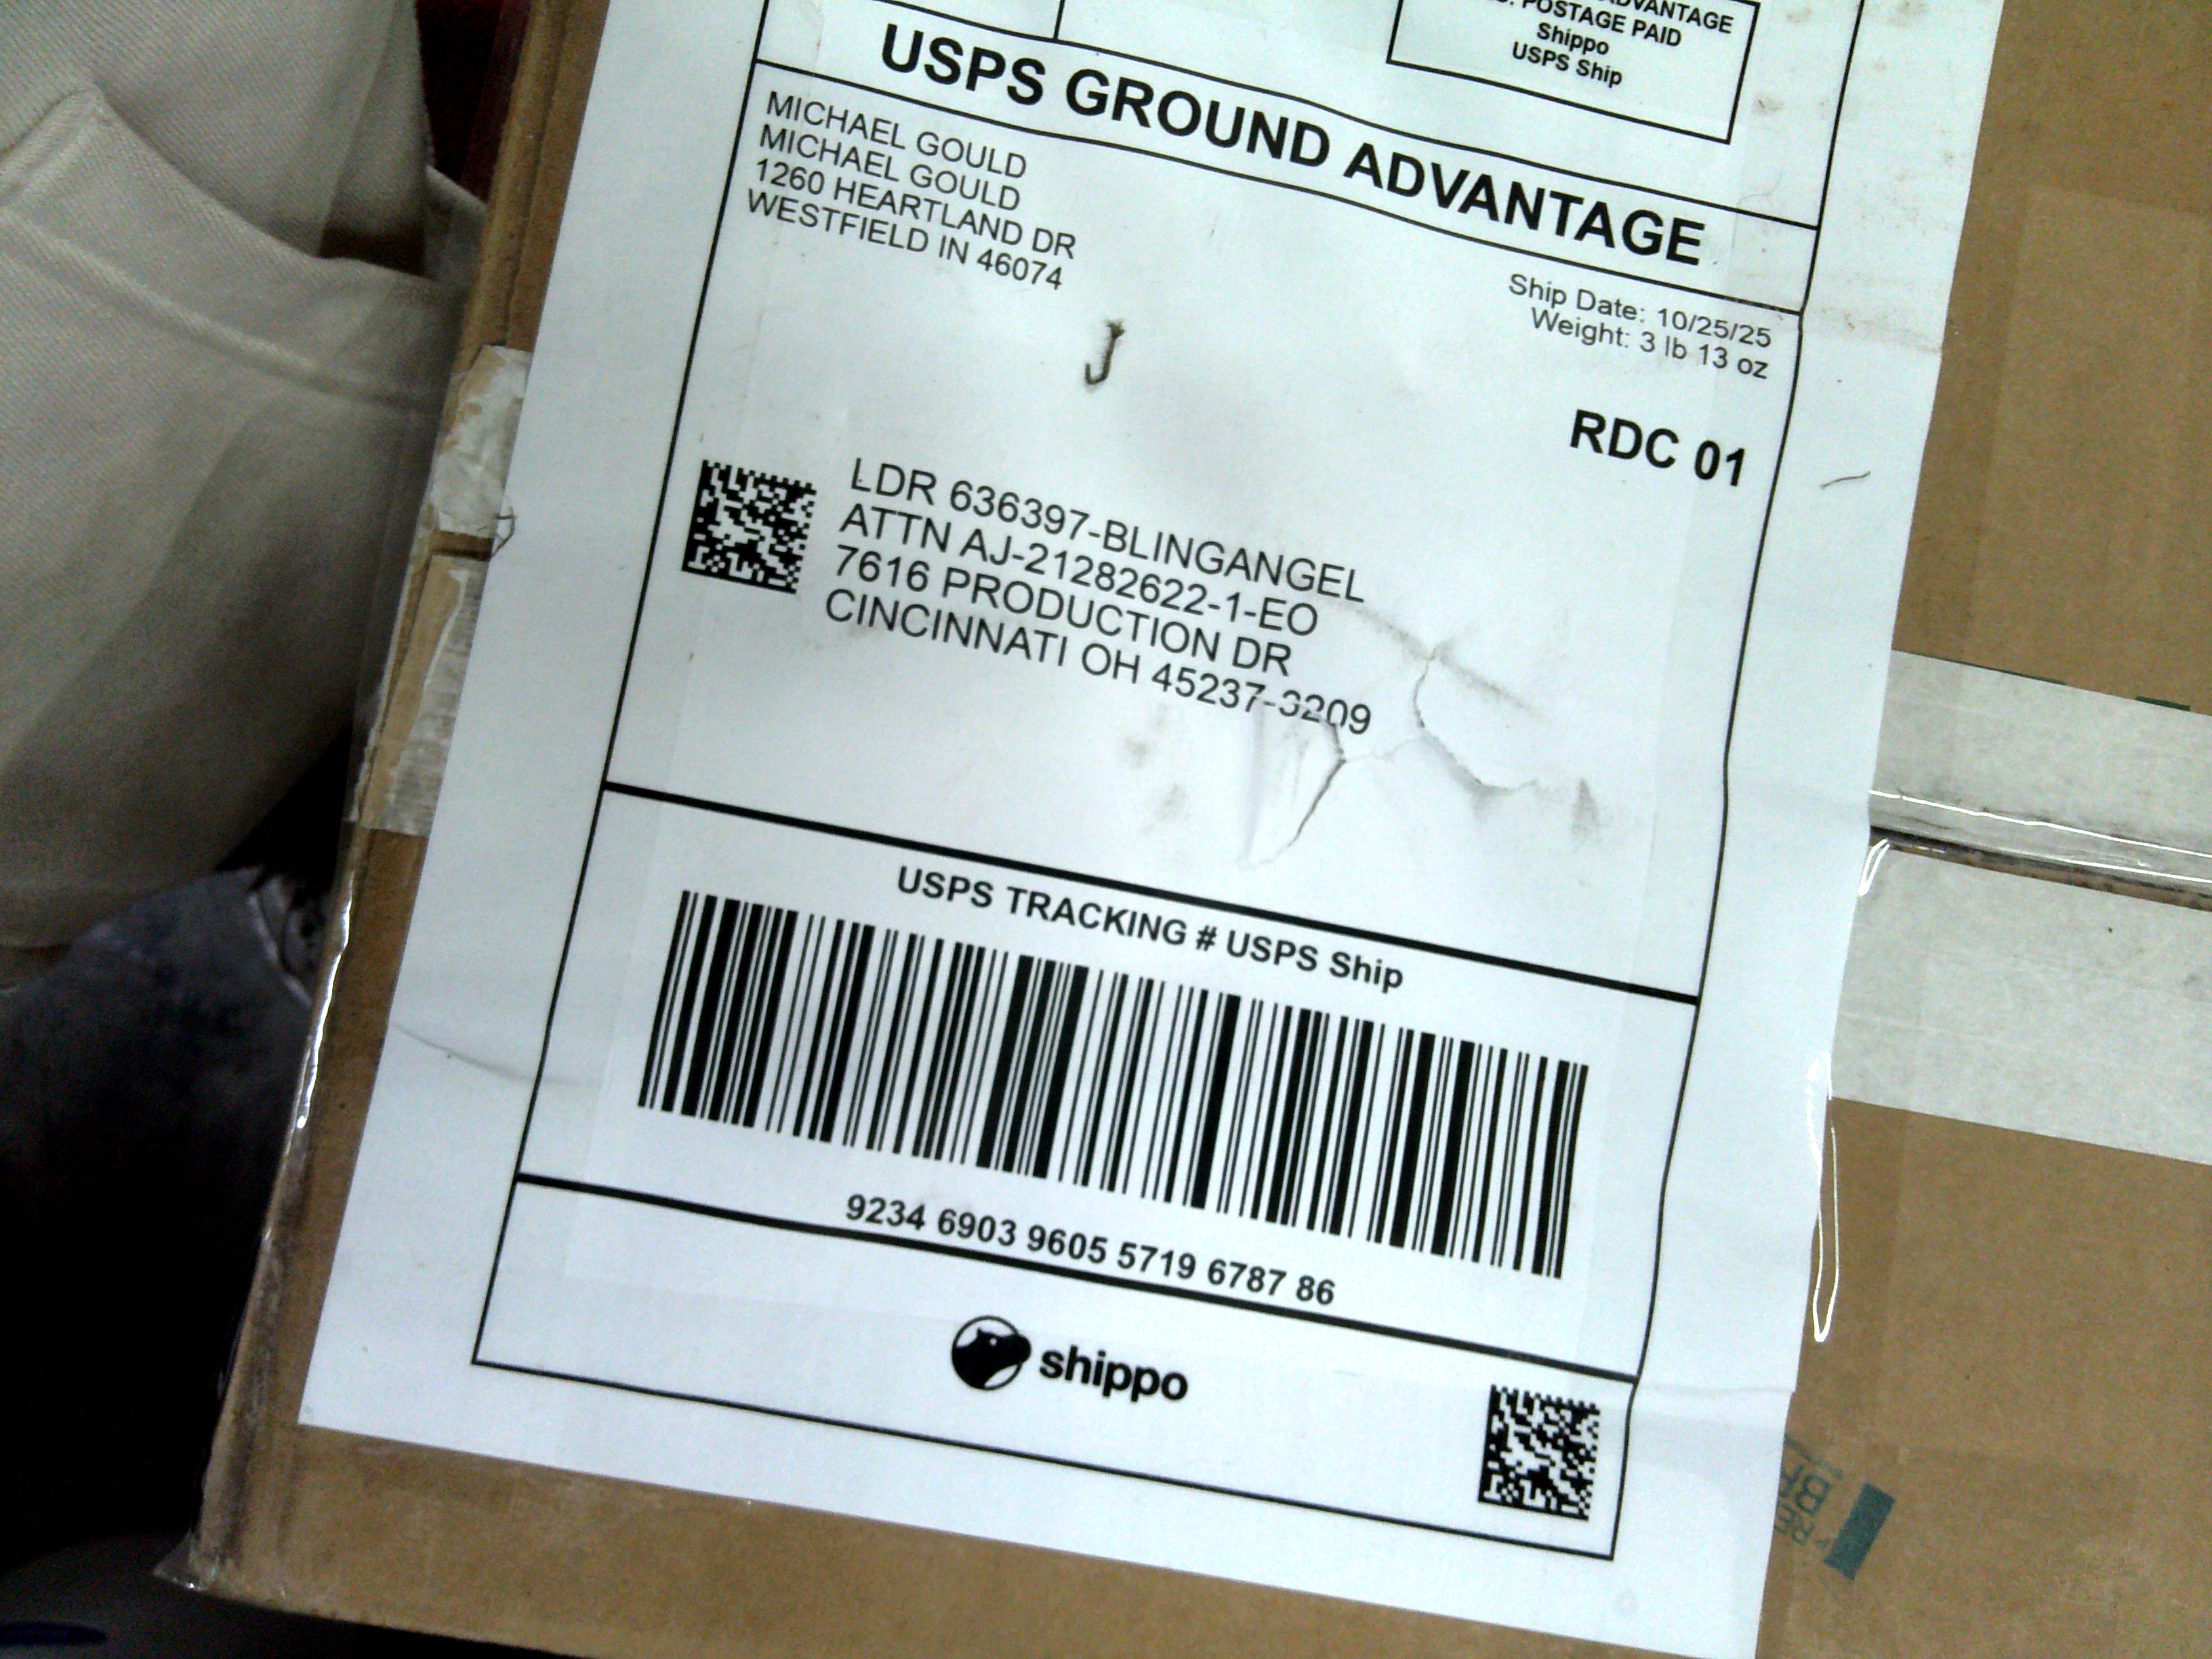 ADVANTAGE
POSTAGE PAID
Shippo
USPS Ship
USPS GROUND ADVANTAGE
MICHAEL GOULD
MICHAEL GOULD
1260 HEARTLAND DR
WESTFIELD IN 46074
Ship Date: 10/25/25
Weight: 3 lb 13 oz
J
RDC 01
LDR 636397-BLINGANGEL
ATTN AJ-21282622-1-EO
7616 PRODUCTION DR
CINCINNATI OH 45237-3209
USPS TRACKING # USPS Ship
9234 6903 9605 5719 6787 86
shippo